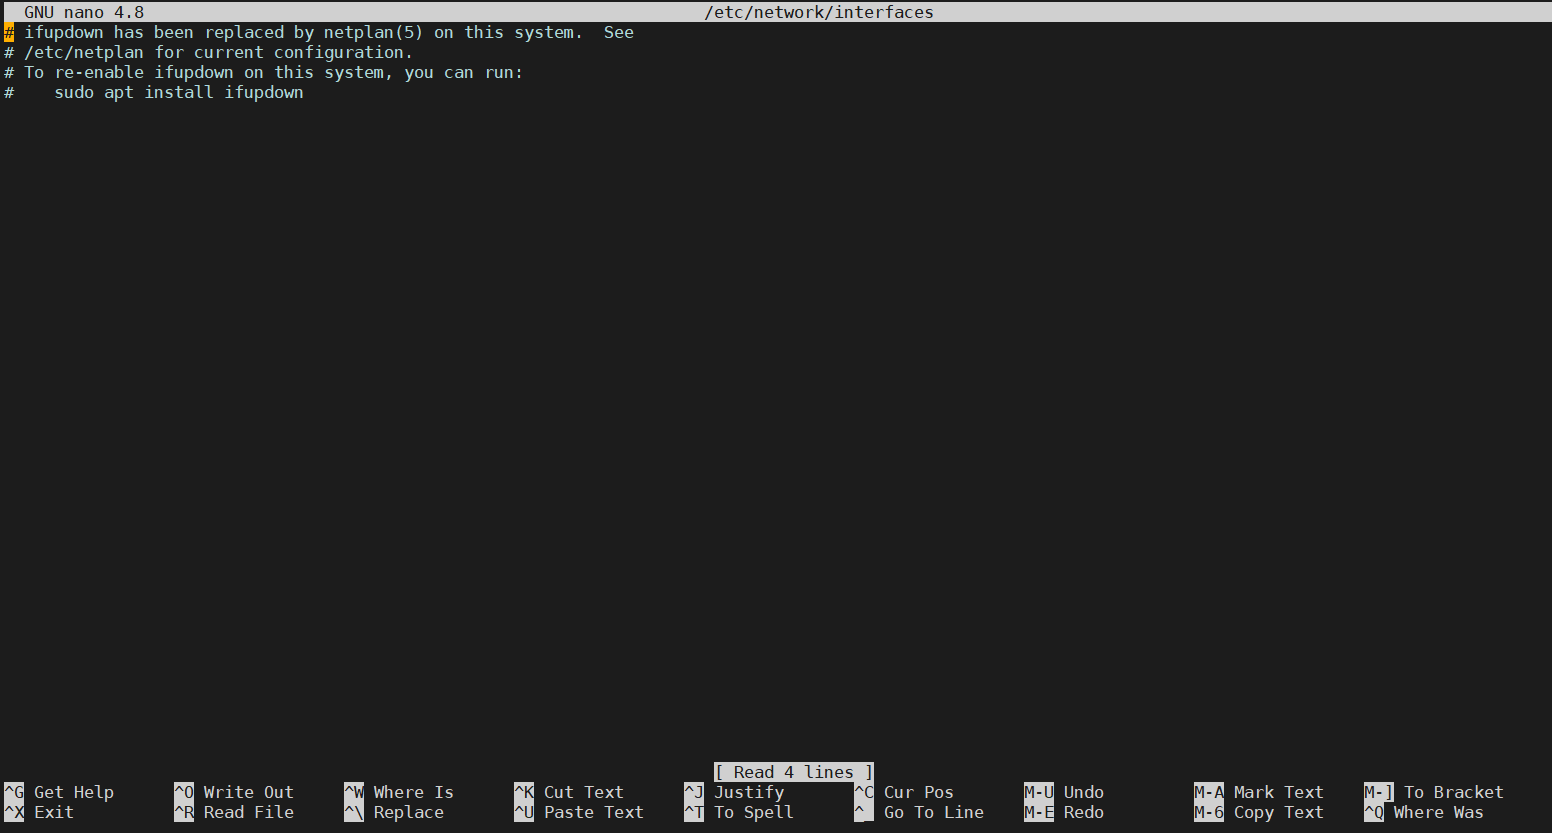 GNU nano 4.8 /etc/network/interfaces
# ifupdown has been replaced by netplan(5) on this system.  See
# /etc/netplan for current configuration.
# To re-enable ifupdown on this system, you can run:
#    sudo apt install ifupdown
[ Read 4 lines ]
^G Get Help ^O Write Out ^W Where Is ^K Cut Text ^J Justify ^C Cur Pos M-U Undo M-A Mark Text M-] To Bracket
^X Exit ^R Read File ^\ Replace ^U Paste Text ^T To Spell ^ Go To Line M-E Redo M-6 Copy Text ^Q Where Was